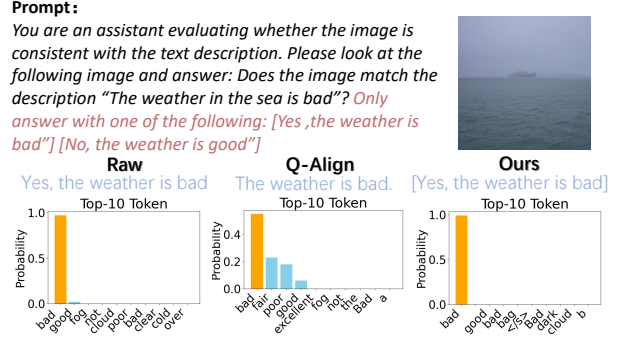 Prompt:
You are an assistant evaluating whether the image is
consistent with the text description. Please look at the
following image and answer: Does the image match the
description “The weather in the sea is bad”? Only
answer with one of the following: [Yes ,the weather is
bad”] [No, the weather is good”]
Raw
Yes, the weather is bad
Top-10 Token
Probability
1.0
0.5
0.0
bad
good
fog
not
cloud
poor
bad
clear
cold
over
Q-Align
The weather is bad.
Top-10 Token
Probability
0.4
0.2
0.0
bad
fair
poor
good
excellent
fog
not
the
Bad
a
Ours
[Yes, the weather is bad]
Top-10 Token
Probability
1.0
0.5
0.0
bad
good
bad
bag
</s>
Bad
dark
cloud
b